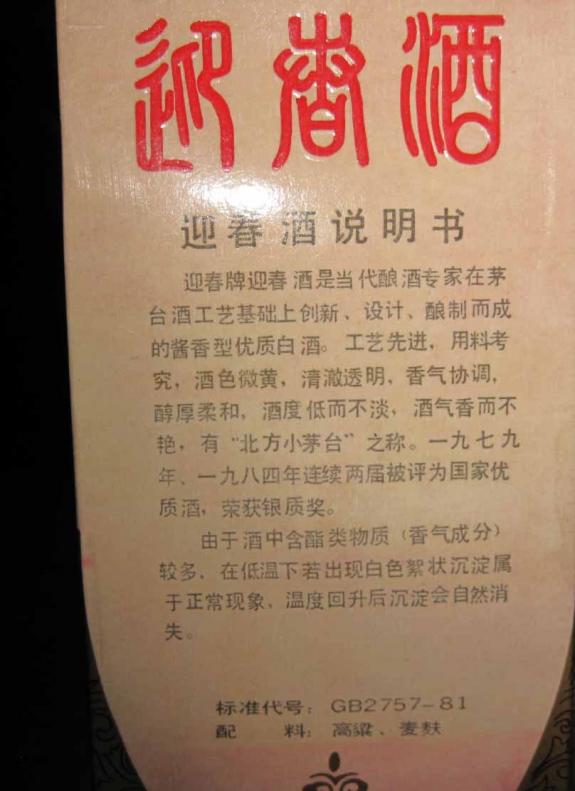 迎春酒
迎春酒说明书
迎春牌迎春酒是当代酿酒专家在茅
台酒工艺基础上创新、设计、酿制而成
的酱香型优质白酒。工艺先进，用料考
究，酒色微黄，清澈透明，香气协调，
醇厚柔和，酒度低而不淡，酒气香而不
艳，有“北方小茅台”之称。一九七九
年、一九八四年连续两届被评为国家优
质酒，荣获银质奖。
由于酒中含酯类物质（香气成分）
较多，在低温下若出现白色絮状沉淀属
于正常现象，温度回升后沉淀会自然消
失。
标准代号：GB2757-81
配 料：高粱、麦麸